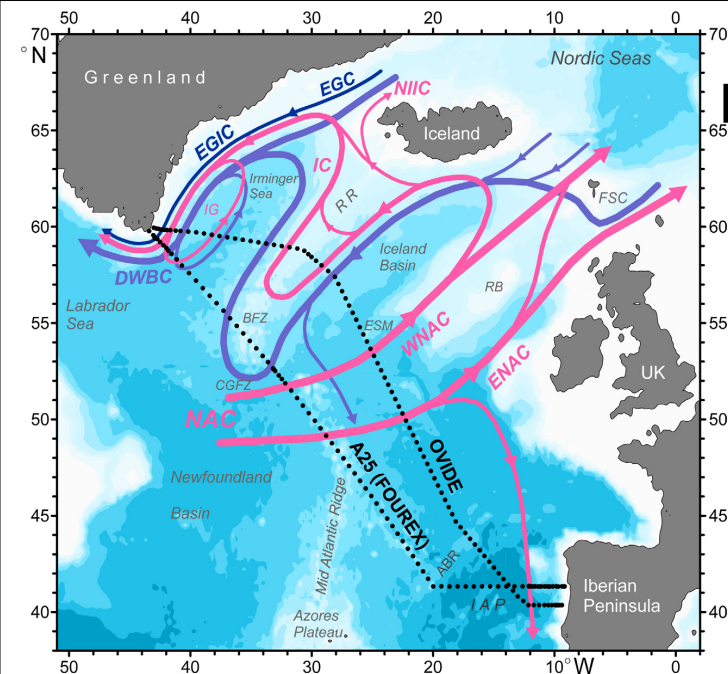 50 40 30 20 10 0
70 70
°N
Greenland
Nordic Seas
EGC
NIIC
65 65
EGIC
Iceland
IC
Irminger
Sea
RR
IG
FSC
60 60
DWBC
Iceland
Basin
Labrador
Sea
RB
BFZ
ESM
55 55
WNAC
UK
CGFZ
ENAC
NAC
50 50
OVIDE
A25 (FOUREX)
Newfoundland
Basin
Mid Atlantic Ridge
45 45
ABR
IAP
Iberian
Peninsula
Azores
Plateau
40 40
50 40 30 20 10°W 0